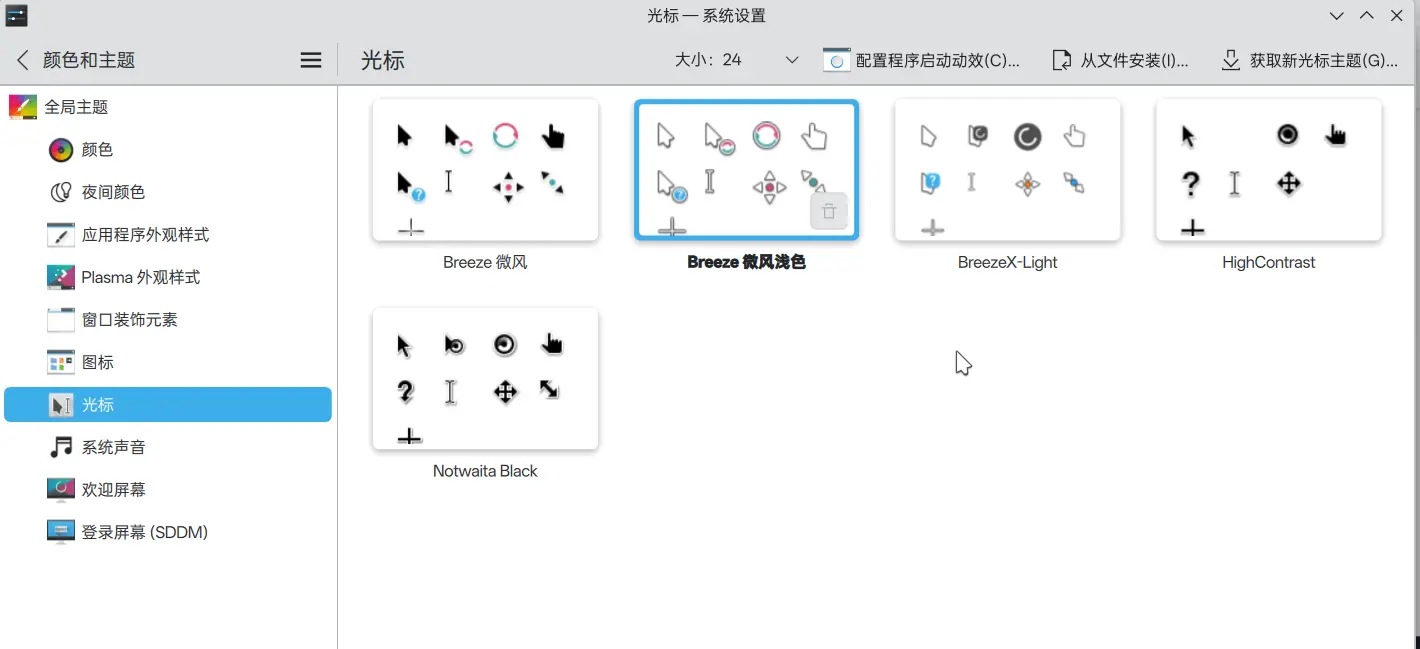 光标 — 系统设置
颜色和主题
光标
大小：24
配置程序启动动效(C)...
从文件安装(I)...
获取新光标主题(G)...
全局主题
颜色
夜间颜色
应用程序外观样式
Plasma 外观样式
窗口装饰元素
图标
光标
系统声音
欢迎屏幕
登录屏幕 (SDDM)
Breeze 微风
Breeze 微风浅色
BreezeX-Light
HighContrast
Notwaita Black